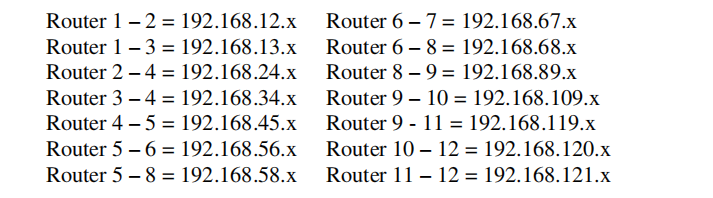 Router 1 – 2 = 192.168.12.x
Router 1 – 3 = 192.168.13.x
Router 2 – 4 = 192.168.24.x
Router 3 – 4 = 192.168.34.x
Router 4 – 5 = 192.168.45.x
Router 5 – 6 = 192.168.56.x
Router 5 – 8 = 192.168.58.x
Router 6 – 7 = 192.168.67.x
Router 6 – 8 = 192.168.68.x
Router 8 – 9 = 192.168.89.x
Router 9 – 10 = 192.168.109.x
Router 9 - 11 = 192.168.119.x
Router 10 – 12 = 192.168.120.x
Router 11 – 12 = 192.168.121.x